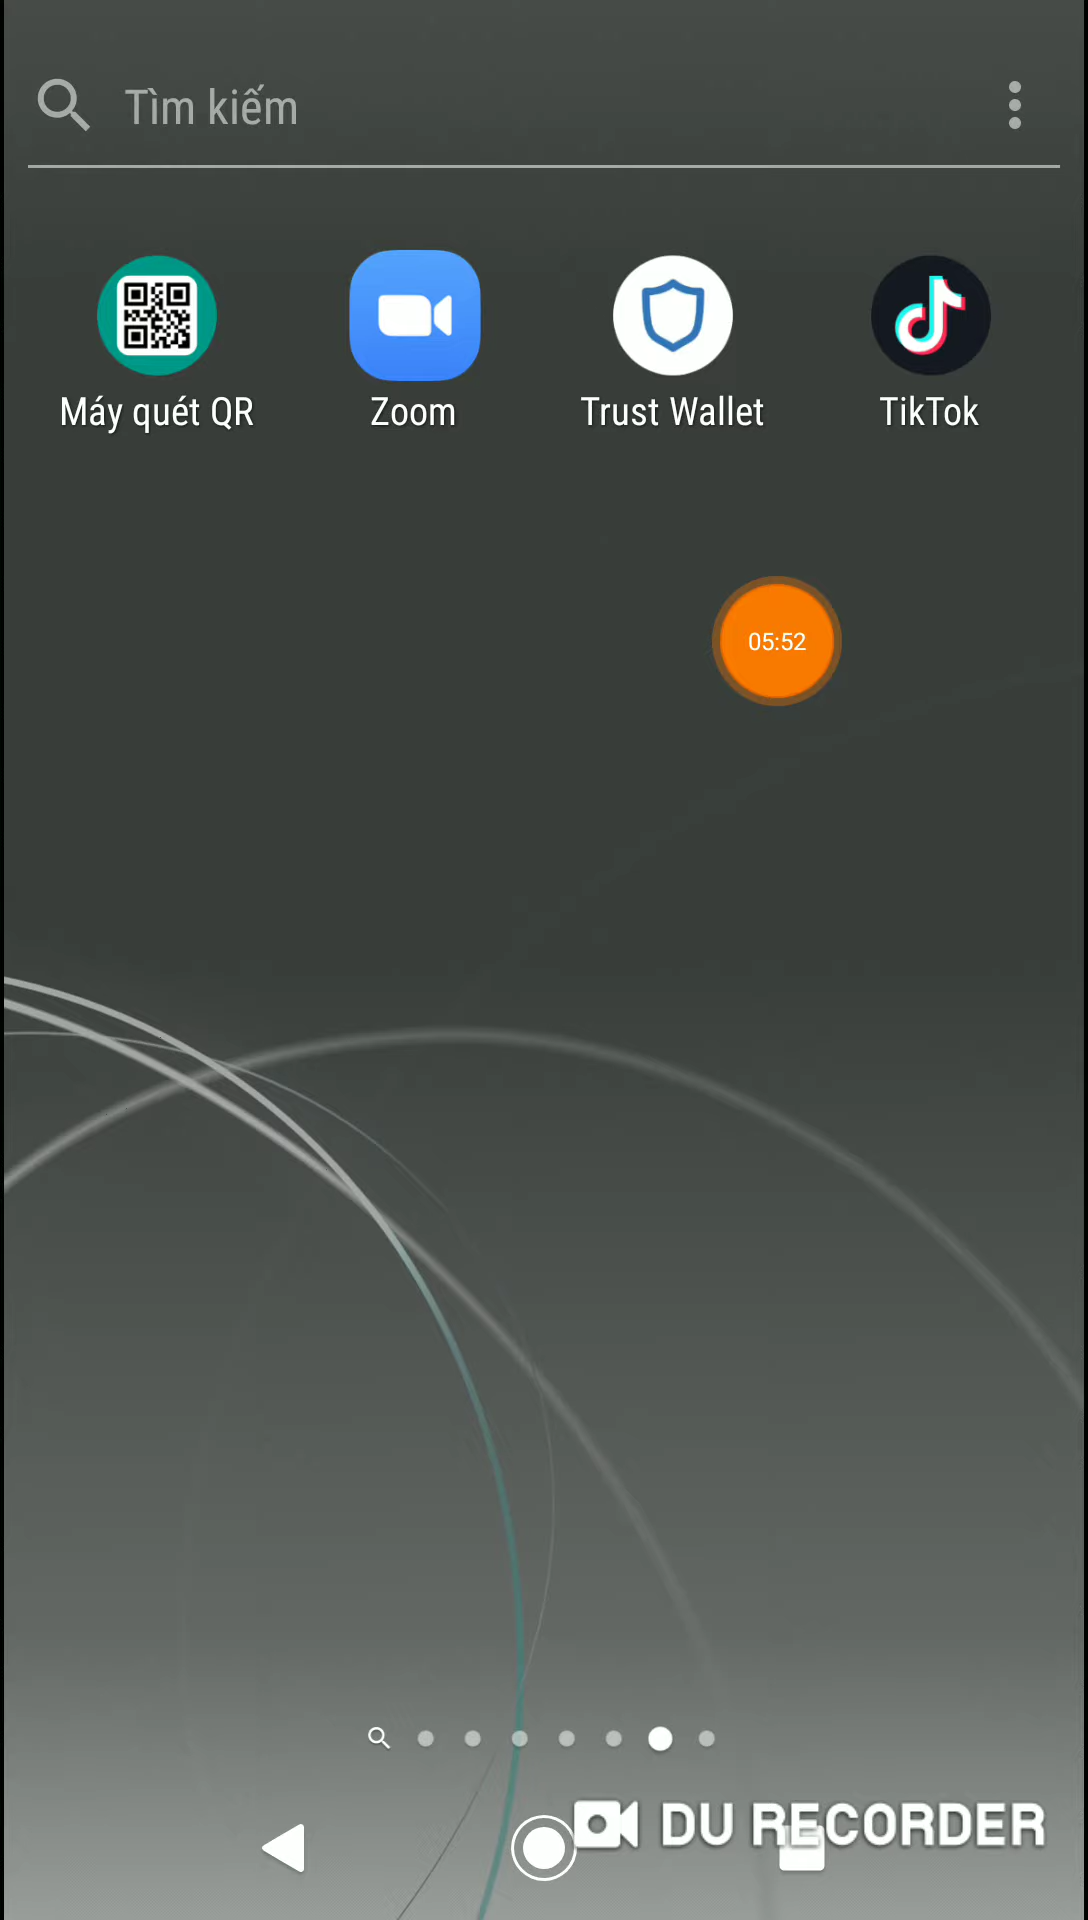 Tìm kiếm
Máy quét QR
Zoom
Trust Wallet
TikTok
05:52
DU RECORDER